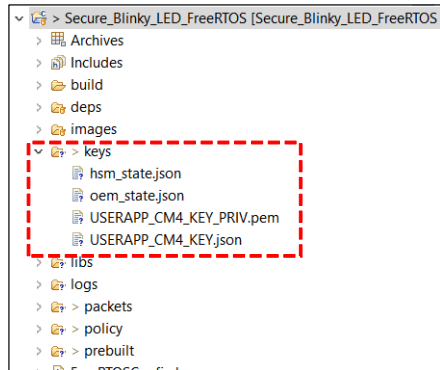 > Secure_Blinky_LED_FreeRTOS [Secure_Blinky_LED_FreeRTOS
> Archives
> Includes
> build
> deps
> images
> keys
hsm_state.json
oem_state.json
USERAPP_CM4_KEY_PRIV.pem
USERAPP_CM4_KEY.json
> libs
> logs
> > packets
> > policy
> > prebuilt